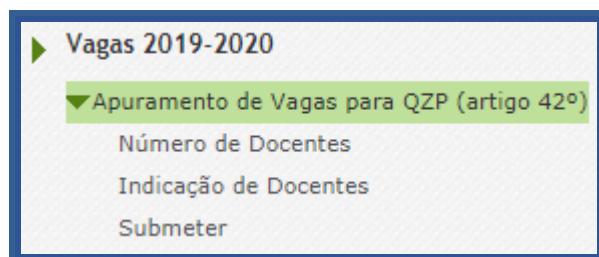 Vagas 2019-2020
Apuramento de Vagas para QZP (artigo 42º)
Número de Docentes
Indicação de Docentes
Submeter